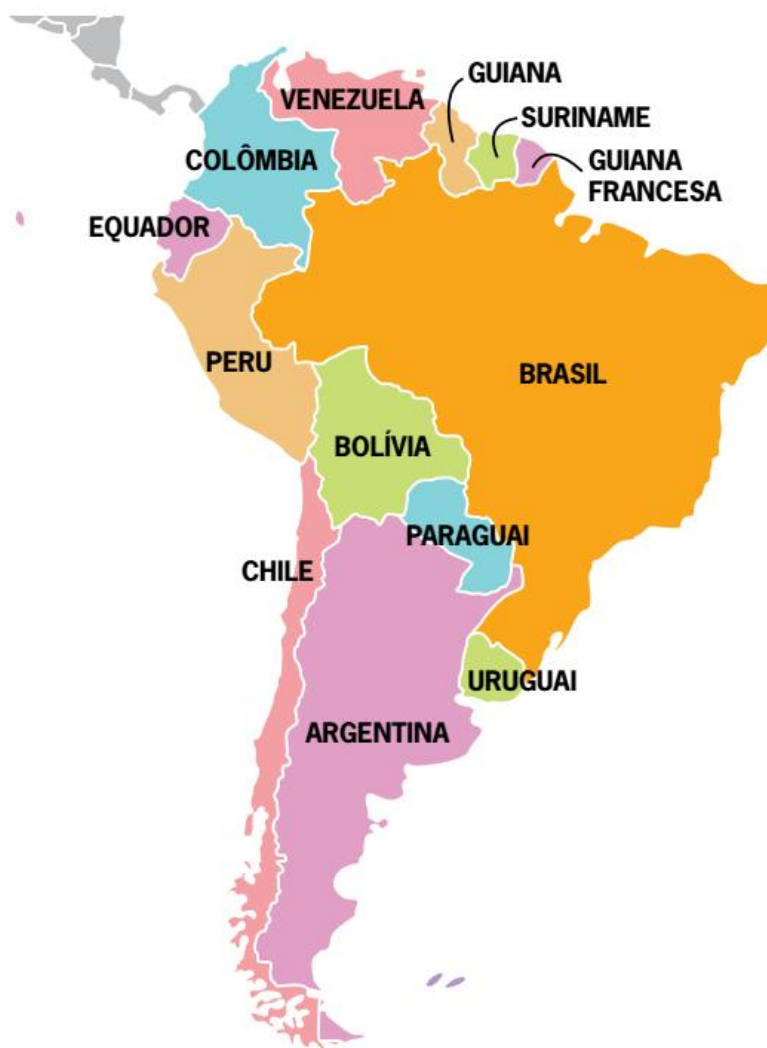 GUIANA
VENEZUELA
SURINAME
COLÔMBIA
GUIANA
FRANCESA
EQUADOR
PERU
BRASIL
BOLÍVIA
PARAGUAI
CHILE
URUGUAI
ARGENTINA